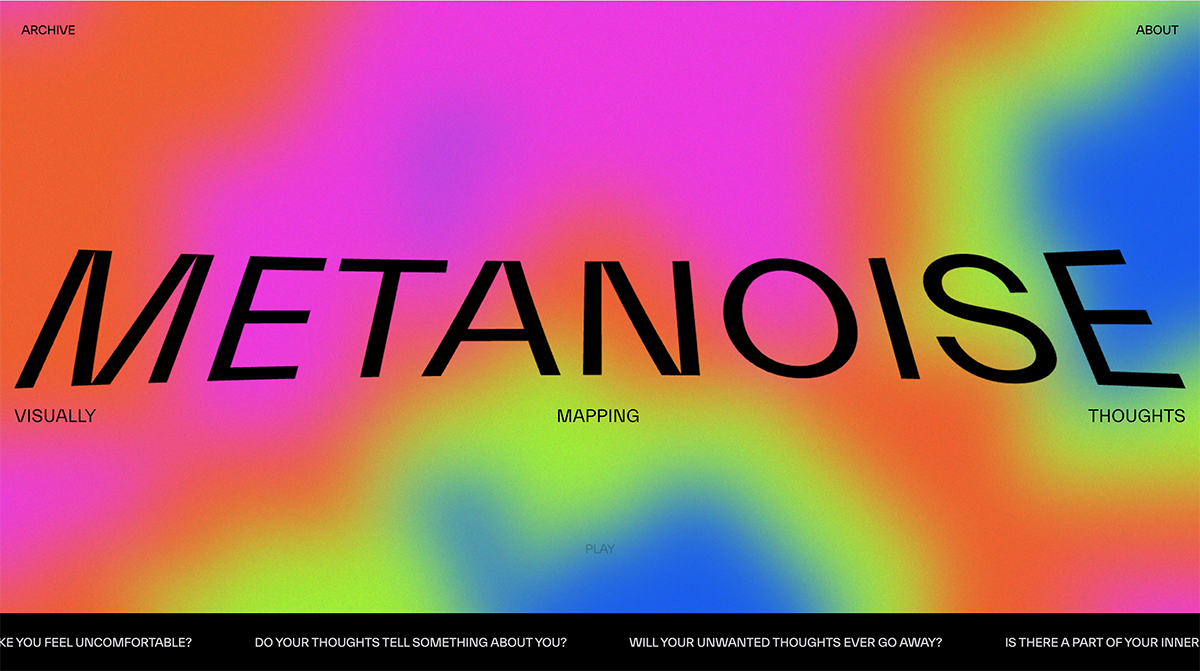 ARCHIVE
ABOUT
METANOISE
VISUALLY
MAPPING
THOUGHTS
PLAY
KE YOU FEEL UNCOMFORTABLE?
DO YOUR THOUGHTS TELL SOMETHING ABOUT YOU?
WILL YOUR UNWANTED THOUGHTS EVER GO AWAY?
IS THERE A PART OF YOUR INNER